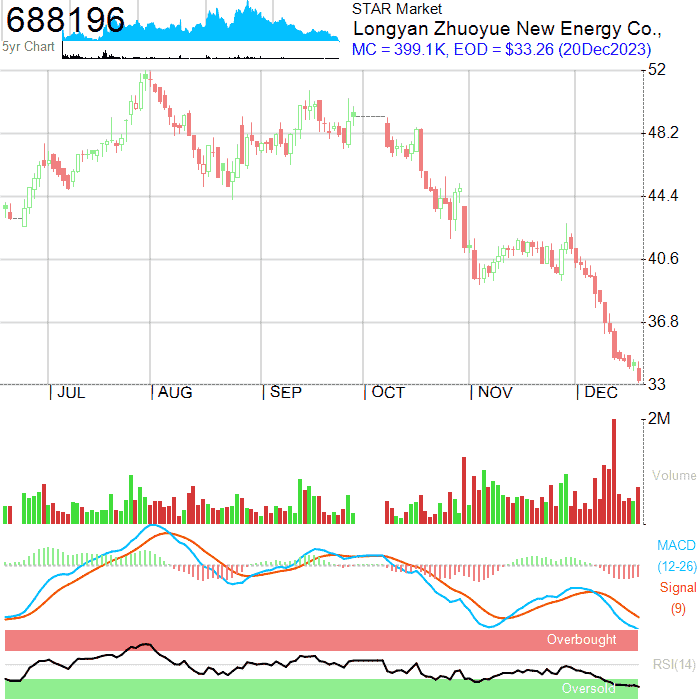 688196
5yr Chart
STAR Market
Longyan Zhuoyue New Energy Co.,
MC = 399.1K, EOD = $33.26 (20Dec2023)
52
48.2
44.4
40.6
36.8
33
JUL AUG SEP OCT NOV DEC
2M
Volume
MACD
(12-26)
Signal
(9)
Overbought
RSI(14)
Oversold